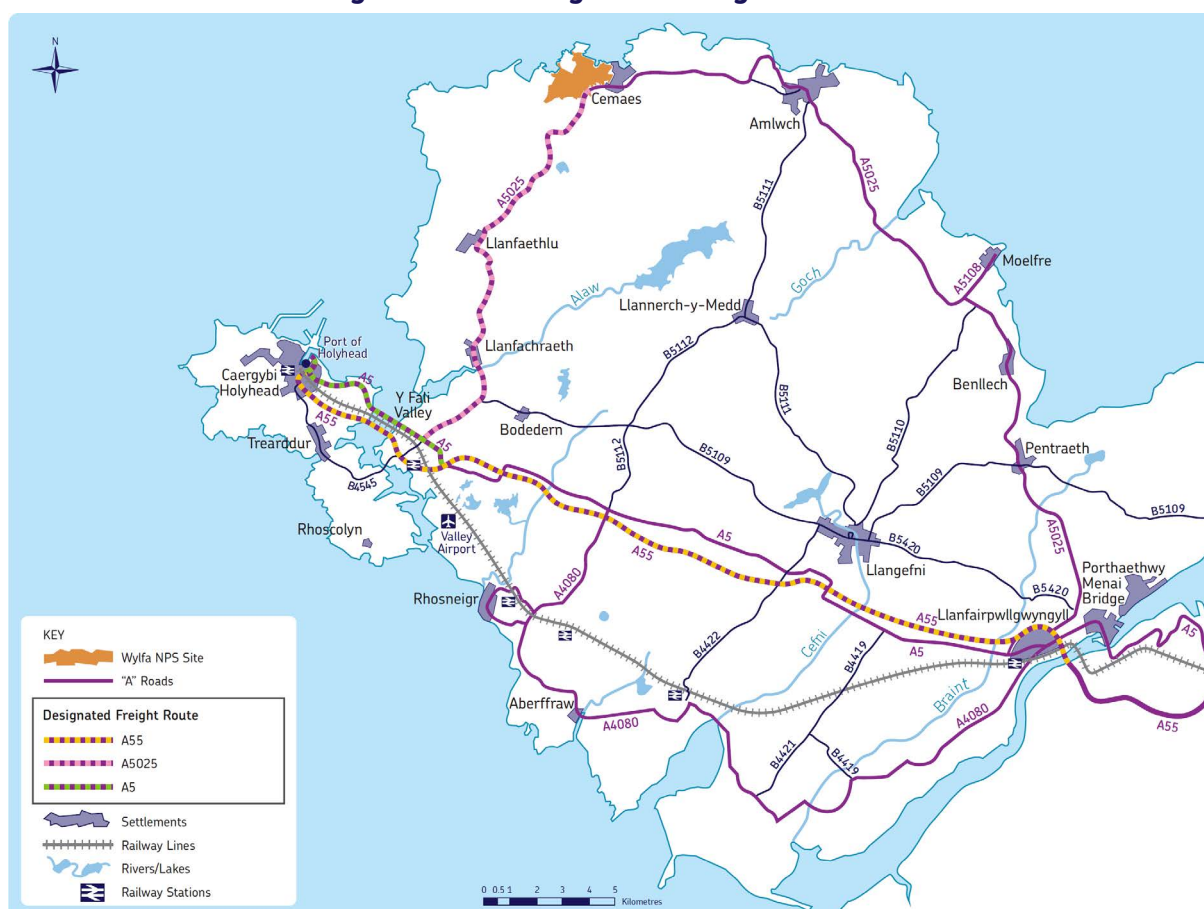 N
Cemaes
Amlwch
A5025
A5025
B5111
Llanfaethlu
Moelfre
A5108
Goch
Alaw
Llannerch-y-Medd
Port of
Holyhead
Llanfachraeth
B5112
Caergybi
Holyhead
A5
Y Fali
Valley
Benllech
A55
B5111
B5110
Bodedern
Trearddur
A5
B5112
B5109
Pentraeth
B5109
B4545
B5109
Rhoscolyn
Valley
Airport
A55
A5
A5025
B5420
Llangefni
Porthaethwy
Menai
Bridge
A4080
B5420
Rhosneigr
A55
Llanfairpwllgwyngyll
B4422
Cefni
B4419
A5
A5
Aberffraw
Braint
A4080
A4080
A55
B4421
B4419
KEY
Wylfa NPS Site
"A" Roads
Designated Freight Route
A55
A5025
A5
Settlements
Railway Lines
Rivers/Lakes
Railway Stations
0 0.5 1 2 3 4 5
Kilometres